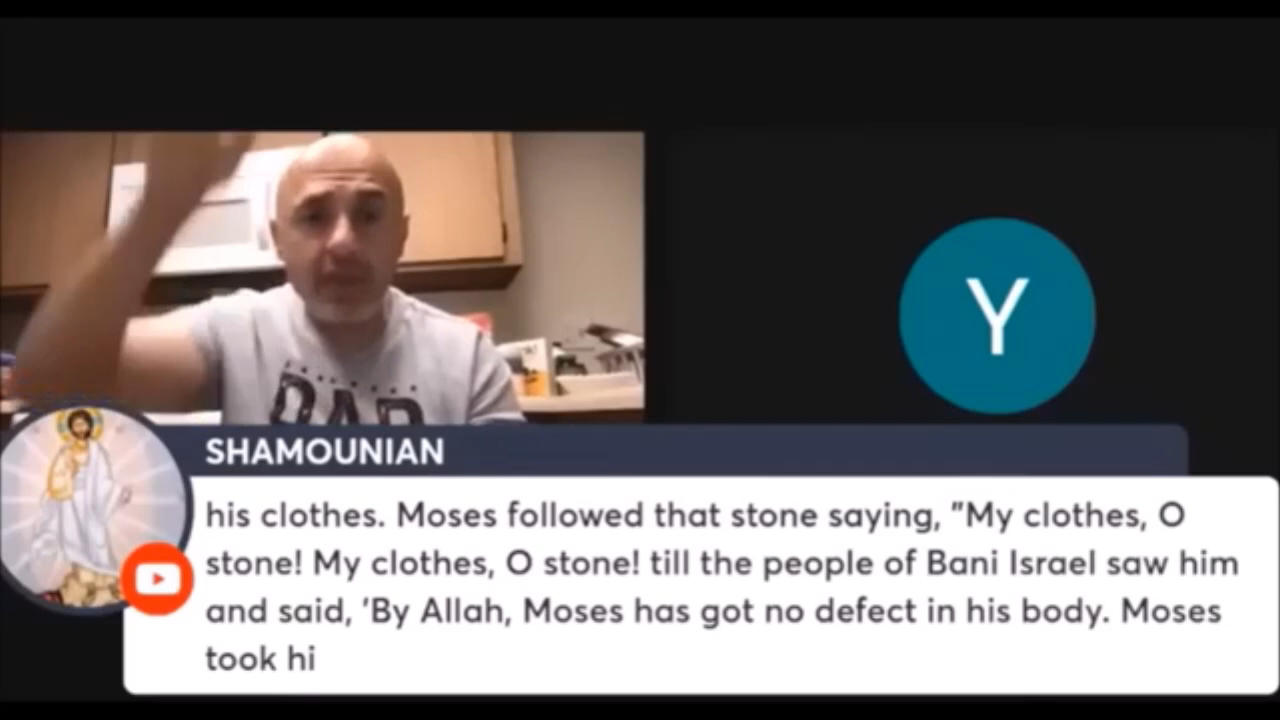 Y
DAD
SHAMOUNIAN
his clothes. Moses followed that stone saying, "My clothes, O
stone! My clothes, O stone! till the people of Bani Israel saw him
and said, 'By Allah, Moses has got no defect in his body. Moses
took hi